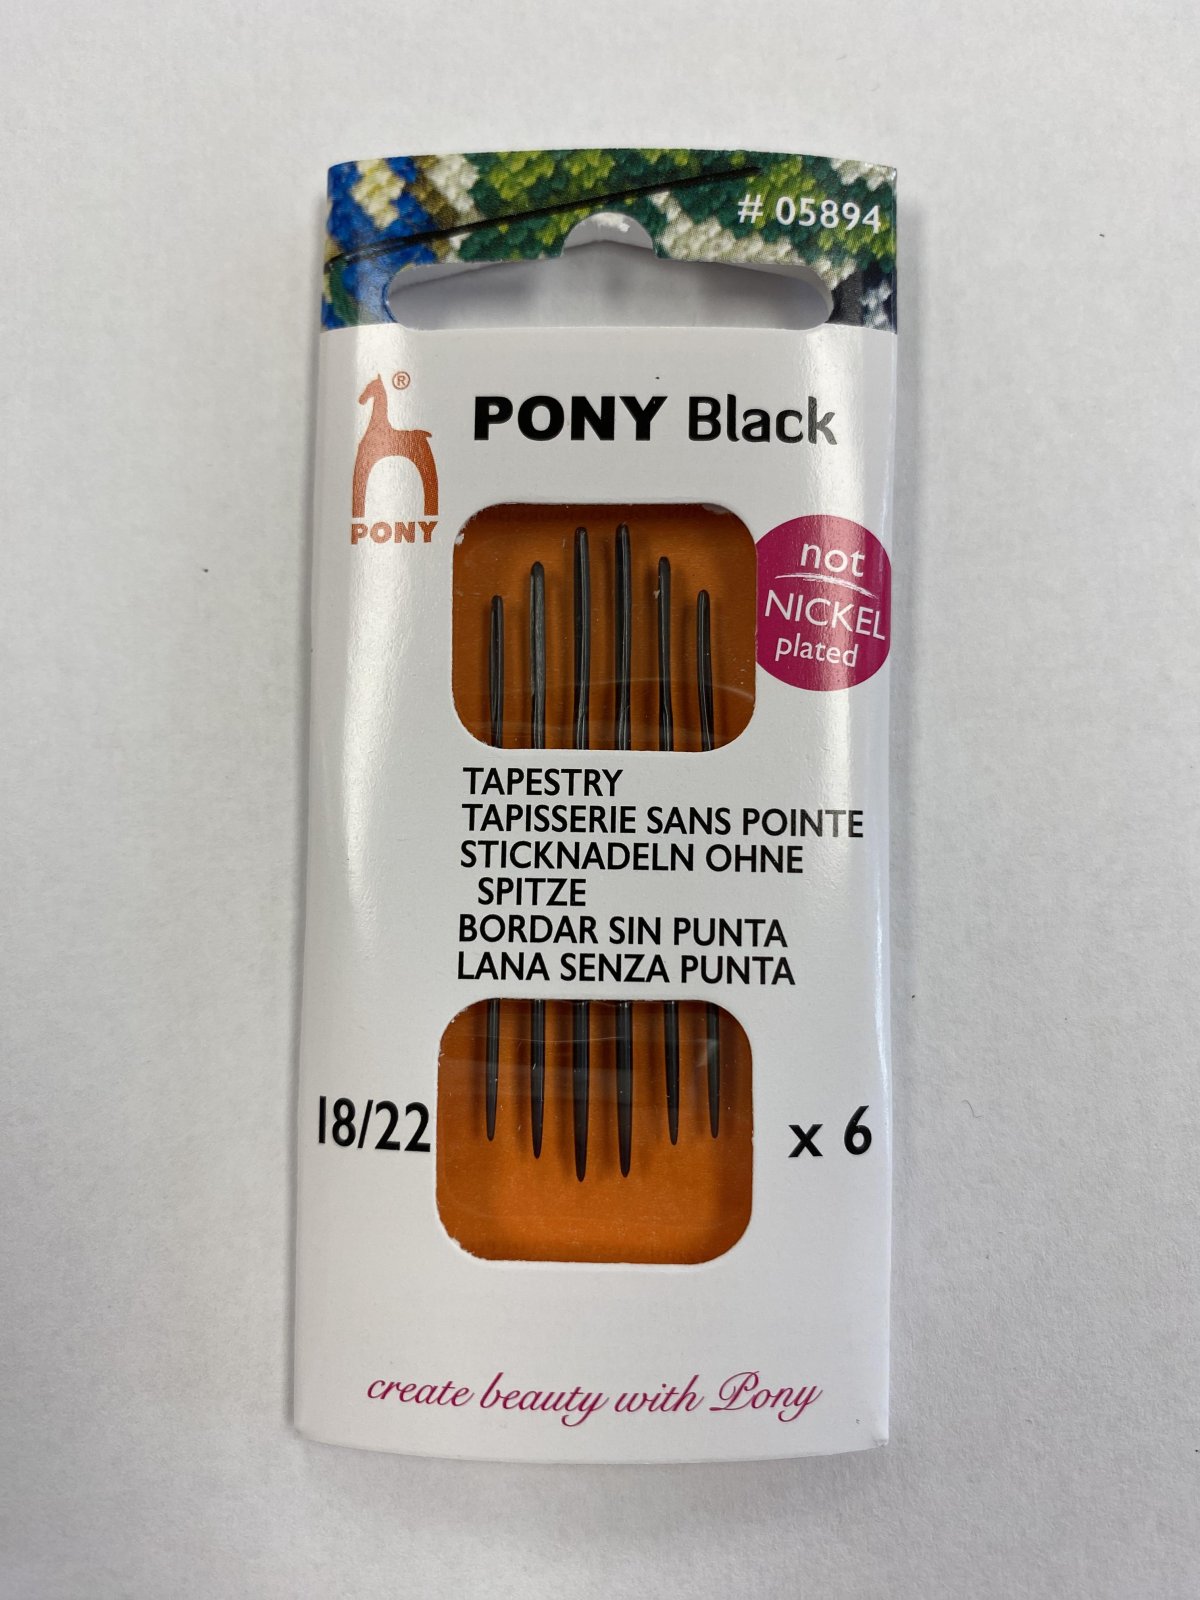 # 05894
®
PONY
PONY Black
not
NICKEL
plated
TAPESTRY
TAPISSERIE SANS POINTE
STICKNADELN OHNE
SPITZE
BORDAR SIN PUNTA
LANA SENZA PUNTA
18/22
x 6
create beauty with Pony